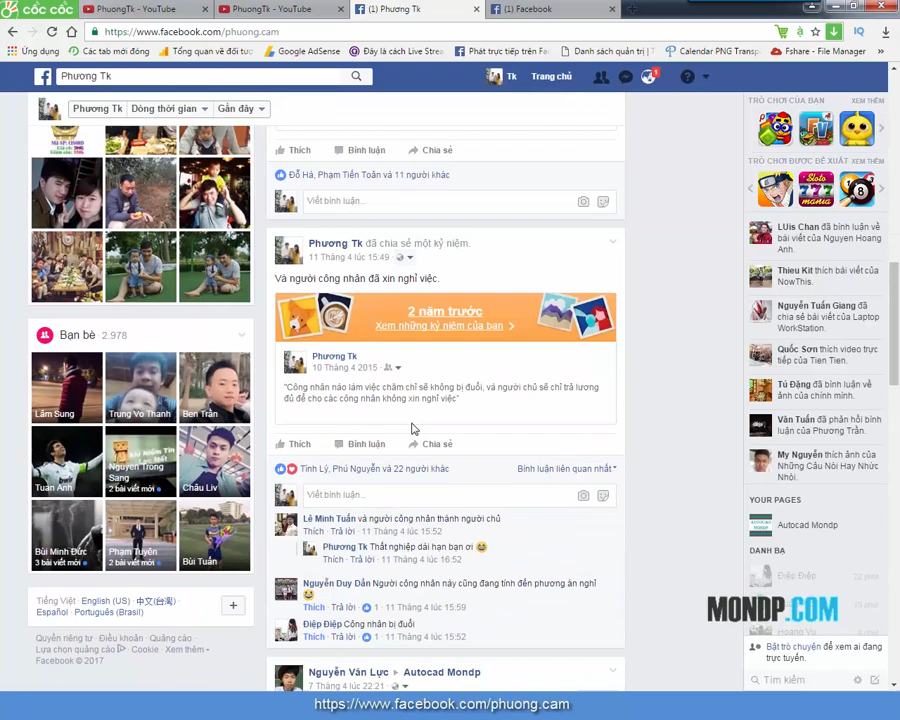 CỐC CỐC
PhuongTk - YouTube
PhuongTk - YouTube
(1) Phương Tk
(1) Facebook
https://www.facebook.com/phuong.cam
Ứng dụng
Các tab mới đóng
Tổng quan về đối tư
Google AdSense
Đây là cách Live Strea
Phát trực tiếp trên Fac
Danh sách quản trị | T
Calendar PNG Transp
Fshare - File Manager
Phương Tk
Tk
Trang chủ
1
Phương Tk
Dòng thời gian
Gần đây
TRÒ CHƠI CỦA BẠN
XEM THÊM
TRÒ CHƠI ĐƯỢC ĐỀ XUẤT
XEM THÊM
Thích
Bình luận
Chia sẻ
Đỗ Hà, Phạm Tiến Toàn và 11 người khác
Viết bình luận...
Phương Tk đã chia sẻ một kỷ niệm.
11 Tháng 4 lúc 15:49
Và người công nhân đã xin nghỉ việc.
2 năm trước
Xem những kỷ niệm của bạn
Phương Tk
10 Tháng 4 2015
"Công nhân nào làm việc chăm chỉ sẽ không bị đuổi, và người chủ sẽ chỉ trả lương
đủ để cho các công nhân không xin nghỉ việc"
Thích
Bình luận
Chia sẻ
Tinh Lý, Phú Nguyễn và 22 người khác
Bình luận liên quan nhất
Viết bình luận...
Lê Minh Tuấn và người công nhân thành người chủ
Thích · Trả lời · 11 Tháng 4 lúc 15:52
Phương Tk Thất nghiệp dài hạn bạn ơi
Thích · Trả lời · 11 Tháng 4 lúc 16:52
Nguyễn Duy Dần Người công nhân này cũng đang tính đến phương án nghỉ
Thích · Trả lời · 1 · 11 Tháng 4 lúc 15:59
Điệp Điệp Công nhân bị đuổi
Thích · Trả lời · 1 · 11 Tháng 4 lúc 15:52
Nguyễn Văn Lực
Autocad Mondp
7 Tháng 4 22:21
Bạn bè 2.978
Lâm Sung
Trung Vo Thanh
Ben Trần
Tuan Anh
Nguyen Trong
Sang
2 bài viết mới
Châu Liv
Bùi Minh Đức
3 bài viết mới
Phạm Tuyên
2 bài viết mới
Bùi Tuấn
Tiếng Việt · English (US) · 中文(台灣) ·
Español · Português (Brasil)
Quyền riêng tư · Điều khoản · Quảng cáo ·
Lựa chọn quảng cáo · Cookie · Xem thêm
Facebook © 2017
LUis Chan đã bình luận về
bài viết của Nguyen Hoang
Anh.
Thieu Kit thích bài viết của
NowThis.
Nguyễn Tuấn Giang đã
chia sẻ bài viết của Laptop
WorkStation.
Quốc Sơn thích video trực
tiếp của Tien Tien.
Tú Đặng đã thích bình luận
về ảnh của chính mình.
Văn Tuấn đã phản hồi
bình luận của Phương Trần.
My Nguyễn thích ảnh của
Những Câu Nói Hay Nhức
Nhói.
YOUR PAGES
Autocad Mondp
DANH BẠ
Điệp Điệp
Hoang Vu
MONDP.COM
Bật trò chuyện để xem ai đang
trực tuyến.
Tìm kiếm
https://www.facebook.com/phuong.cam